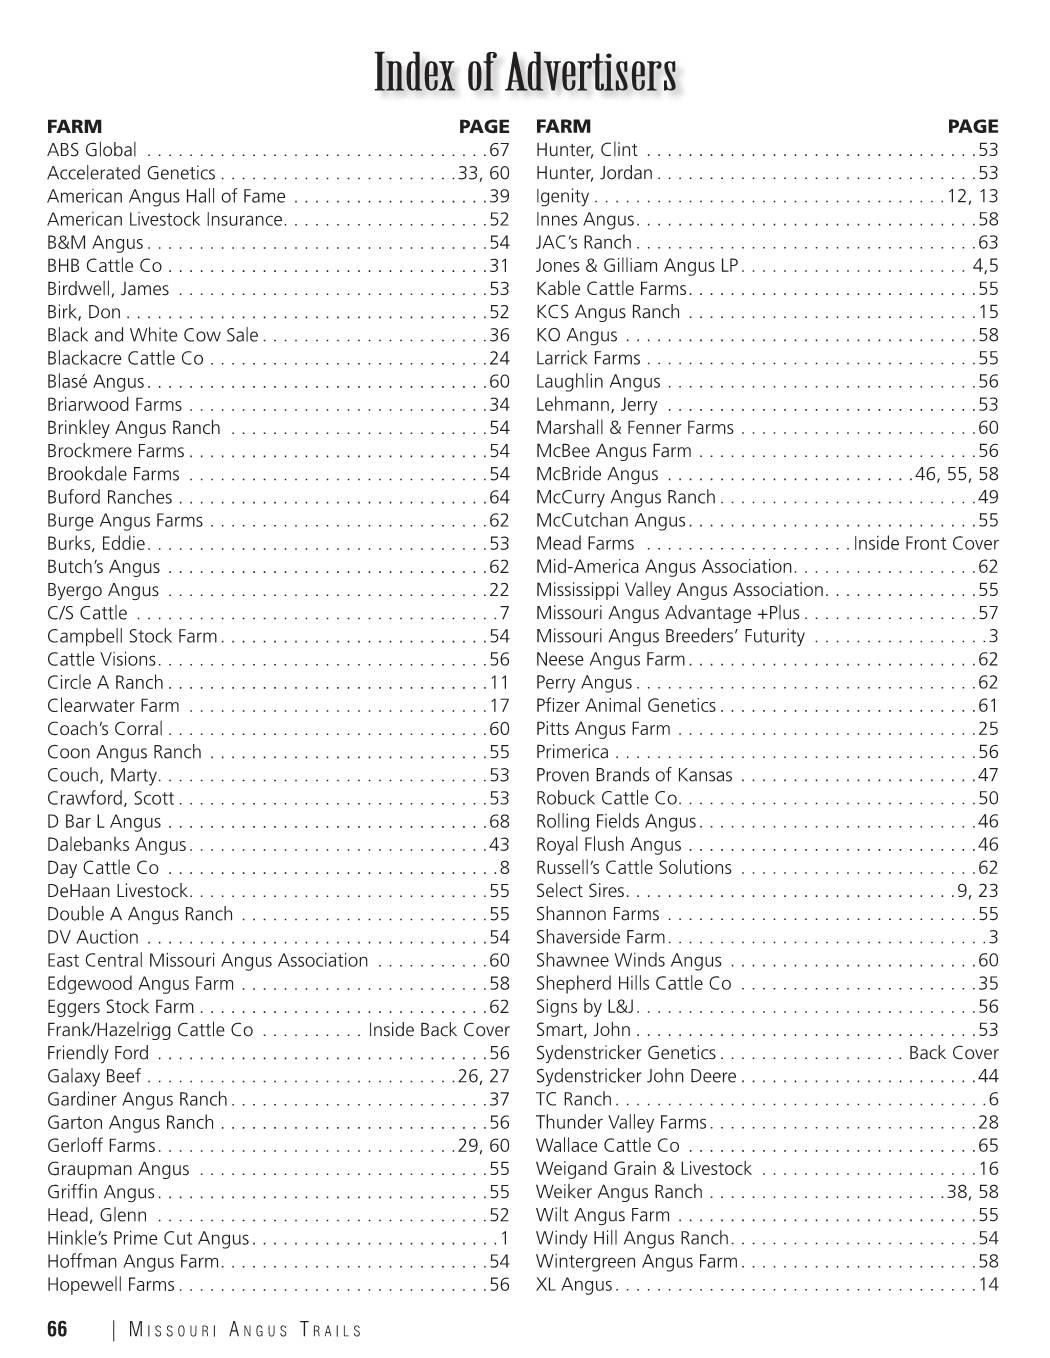 Index of Advertisers
FARM PAGE
ABS Global . . . . . . . . . . . . . . . . . . . . . . . . . . . . . . . . .67
Accelerated Genetics . . . . . . . . . . . . . . . . . . . . . . .33, 60
American Angus Hall of Fame . . . . . . . . . . . . . . . . . . .39
American Livestock Insurance. . . . . . . . . . . . . . . . . . . .52
B&M Angus . . . . . . . . . . . . . . . . . . . . . . . . . . . . . . . . .54
BHB Cattle Co . . . . . . . . . . . . . . . . . . . . . . . . . . . . . . .31
Birdwell, James . . . . . . . . . . . . . . . . . . . . . . . . . . . . . .53
Birk, Don . . . . . . . . . . . . . . . . . . . . . . . . . . . . . . . . . . .52
Black and White Cow Sale . . . . . . . . . . . . . . . . . . . . . .36
Blackacre Cattle Co . . . . . . . . . . . . . . . . . . . . . . . . . . .24
Blasé Angus. . . . . . . . . . . . . . . . . . . . . . . . . . . . . . . . .60
Briarwood Farms . . . . . . . . . . . . . . . . . . . . . . . . . . . . .34
Brinkley Angus Ranch . . . . . . . . . . . . . . . . . . . . . . . . .54
Brockmere Farms . . . . . . . . . . . . . . . . . . . . . . . . . . . . .54
Brookdale Farms . . . . . . . . . . . . . . . . . . . . . . . . . . . . .54
Buford Ranches . . . . . . . . . . . . . . . . . . . . . . . . . . . . . .64
Burge Angus Farms . . . . . . . . . . . . . . . . . . . . . . . . . . .62
Burks, Eddie. . . . . . . . . . . . . . . . . . . . . . . . . . . . . . . . .53
Butch’s Angus . . . . . . . . . . . . . . . . . . . . . . . . . . . . . . .62
Byergo Angus . . . . . . . . . . . . . . . . . . . . . . . . . . . . . . .22
C/S Cattle . . . . . . . . . . . . . . . . . . . . . . . . . . . . . . . . . . .7
Campbell Stock Farm . . . . . . . . . . . . . . . . . . . . . . . . . .54
Cattle Visions. . . . . . . . . . . . . . . . . . . . . . . . . . . . . . . .56
Circle A Ranch . . . . . . . . . . . . . . . . . . . . . . . . . . . . . . .11
Clearwater Farm . . . . . . . . . . . . . . . . . . . . . . . . . . . . .17
Coach’s Corral . . . . . . . . . . . . . . . . . . . . . . . . . . . . . . .60
Coon Angus Ranch . . . . . . . . . . . . . . . . . . . . . . . . . . .55
Couch, Marty. . . . . . . . . . . . . . . . . . . . . . . . . . . . . . . .53
Crawford, Scott . . . . . . . . . . . . . . . . . . . . . . . . . . . . . .53
D Bar L Angus . . . . . . . . . . . . . . . . . . . . . . . . . . . . . . .68
Dalebanks Angus . . . . . . . . . . . . . . . . . . . . . . . . . . . . .43
Day Cattle Co . . . . . . . . . . . . . . . . . . . . . . . . . . . . . . . .8
DeHaan Livestock. . . . . . . . . . . . . . . . . . . . . . . . . . . . .55
Double A Angus Ranch . . . . . . . . . . . . . . . . . . . . . . . .55
DV Auction . . . . . . . . . . . . . . . . . . . . . . . . . . . . . . . . .54
East Central Missouri Angus Association . . . . . . . . . . .60
Edgewood Angus Farm . . . . . . . . . . . . . . . . . . . . . . . .58
Eggers Stock Farm . . . . . . . . . . . . . . . . . . . . . . . . . . . .62
Frank/Hazelrigg Cattle Co . . . . . . . . . . Inside Back Cover
Friendly Ford . . . . . . . . . . . . . . . . . . . . . . . . . . . . . . . .56
Galaxy Beef . . . . . . . . . . . . . . . . . . . . . . . . . . . . . .26, 27
Gardiner Angus Ranch . . . . . . . . . . . . . . . . . . . . . . . . .37
Garton Angus Ranch . . . . . . . . . . . . . . . . . . . . . . . . . .56
Gerloff Farms. . . . . . . . . . . . . . . . . . . . . . . . . . . . .29, 60
Graupman Angus . . . . . . . . . . . . . . . . . . . . . . . . . . . .55
Griffin Angus. . . . . . . . . . . . . . . . . . . . . . . . . . . . . . . .55
Head, Glenn . . . . . . . . . . . . . . . . . . . . . . . . . . . . . . . .52
Hinkle’s Prime Cut Angus . . . . . . . . . . . . . . . . . . . . . . . .1
Hoffman Angus Farm. . . . . . . . . . . . . . . . . . . . . . . . . .54
Hopewell Farms . . . . . . . . . . . . . . . . . . . . . . . . . . . . . .56
FARM PAGE
Hunter, Clint . . . . . . . . . . . . . . . . . . . . . . . . . . . . . . . .53
Hunter, Jordan . . . . . . . . . . . . . . . . . . . . . . . . . . . . . . .53
Igenity . . . . . . . . . . . . . . . . . . . . . . . . . . . . . . . . . .12, 13
Innes Angus. . . . . . . . . . . . . . . . . . . . . . . . . . . . . . . . .58
JAC’s Ranch . . . . . . . . . . . . . . . . . . . . . . . . . . . . . . . . .63
Jones & Gilliam Angus LP. . . . . . . . . . . . . . . . . . . . . . 4,5
Kable Cattle Farms. . . . . . . . . . . . . . . . . . . . . . . . . . . .55
KCS Angus Ranch . . . . . . . . . . . . . . . . . . . . . . . . . . . .15
KO Angus . . . . . . . . . . . . . . . . . . . . . . . . . . . . . . . . . .58
Larrick Farms . . . . . . . . . . . . . . . . . . . . . . . . . . . . . . . .55
Laughlin Angus . . . . . . . . . . . . . . . . . . . . . . . . . . . . . .56
Lehmann, Jerry . . . . . . . . . . . . . . . . . . . . . . . . . . . . . .53
Marshall & Fenner Farms . . . . . . . . . . . . . . . . . . . . . . .60
McBee Angus Farm . . . . . . . . . . . . . . . . . . . . . . . . . . .56
McBride Angus . . . . . . . . . . . . . . . . . . . . . . . .46, 55, 58
McCurry Angus Ranch . . . . . . . . . . . . . . . . . . . . . . . . .49
McCutchan Angus. . . . . . . . . . . . . . . . . . . . . . . . . . . .55
Mead Farms . . . . . . . . . . . . . . . . . . . . Inside Front Cover
Mid-America Angus Association. . . . . . . . . . . . . . . . . .62
Mississippi Valley Angus Association. . . . . . . . . . . . . . .55
Missouri Angus Advantage +Plus . . . . . . . . . . . . . . . . .57
Missouri Angus Breeders’ Futurity . . . . . . . . . . . . . . . . .3
Neese Angus Farm . . . . . . . . . . . . . . . . . . . . . . . . . . . .62
Perry Angus . . . . . . . . . . . . . . . . . . . . . . . . . . . . . . . . .62
Pfizer Animal Genetics . . . . . . . . . . . . . . . . . . . . . . . . .61
Pitts Angus Farm . . . . . . . . . . . . . . . . . . . . . . . . . . . . .25
Primerica . . . . . . . . . . . . . . . . . . . . . . . . . . . . . . . . . . .56
Proven Brands of Kansas . . . . . . . . . . . . . . . . . . . . . . .47
Robuck Cattle Co. . . . . . . . . . . . . . . . . . . . . . . . . . . . .50
Rolling Fields Angus . . . . . . . . . . . . . . . . . . . . . . . . . . .46
Royal Flush Angus . . . . . . . . . . . . . . . . . . . . . . . . . . . .46
Russell’s Cattle Solutions . . . . . . . . . . . . . . . . . . . . . . .62
Select Sires. . . . . . . . . . . . . . . . . . . . . . . . . . . . . . . .9, 23
Shannon Farms . . . . . . . . . . . . . . . . . . . . . . . . . . . . . .55
Shaverside Farm. . . . . . . . . . . . . . . . . . . . . . . . . . . . . . .3
Shawnee Winds Angus . . . . . . . . . . . . . . . . . . . . . . . .60
Shepherd Hills Cattle Co . . . . . . . . . . . . . . . . . . . . . . .35
Signs by L&J. . . . . . . . . . . . . . . . . . . . . . . . . . . . . . . . .56
Smart, John . . . . . . . . . . . . . . . . . . . . . . . . . . . . . . . . .53
Sydenstricker Genetics . . . . . . . . . . . . . . . . . . Back Cover
Sydenstricker John Deere . . . . . . . . . . . . . . . . . . . . . . .44
TC Ranch. . . . . . . . . . . . . . . . . . . . . . . . . . . . . . . . . . . .6
Thunder Valley Farms. . . . . . . . . . . . . . . . . . . . . . . . . .28
Wallace Cattle Co . . . . . . . . . . . . . . . . . . . . . . . . . . . .65
Weigand Grain & Livestock . . . . . . . . . . . . . . . . . . . . .16
Weiker Angus Ranch . . . . . . . . . . . . . . . . . . . . . . .38, 58
Wilt Angus Farm . . . . . . . . . . . . . . . . . . . . . . . . . . . . .55
Windy Hill Angus Ranch. . . . . . . . . . . . . . . . . . . . . . . .54
Wintergreen Angus Farm . . . . . . . . . . . . . . . . . . . . . . .58
XL Angus. . . . . . . . . . . . . . . . . . . . . . . . . . . . . . . . . . .14
66 | MISSOURI ANGUS TRAILS